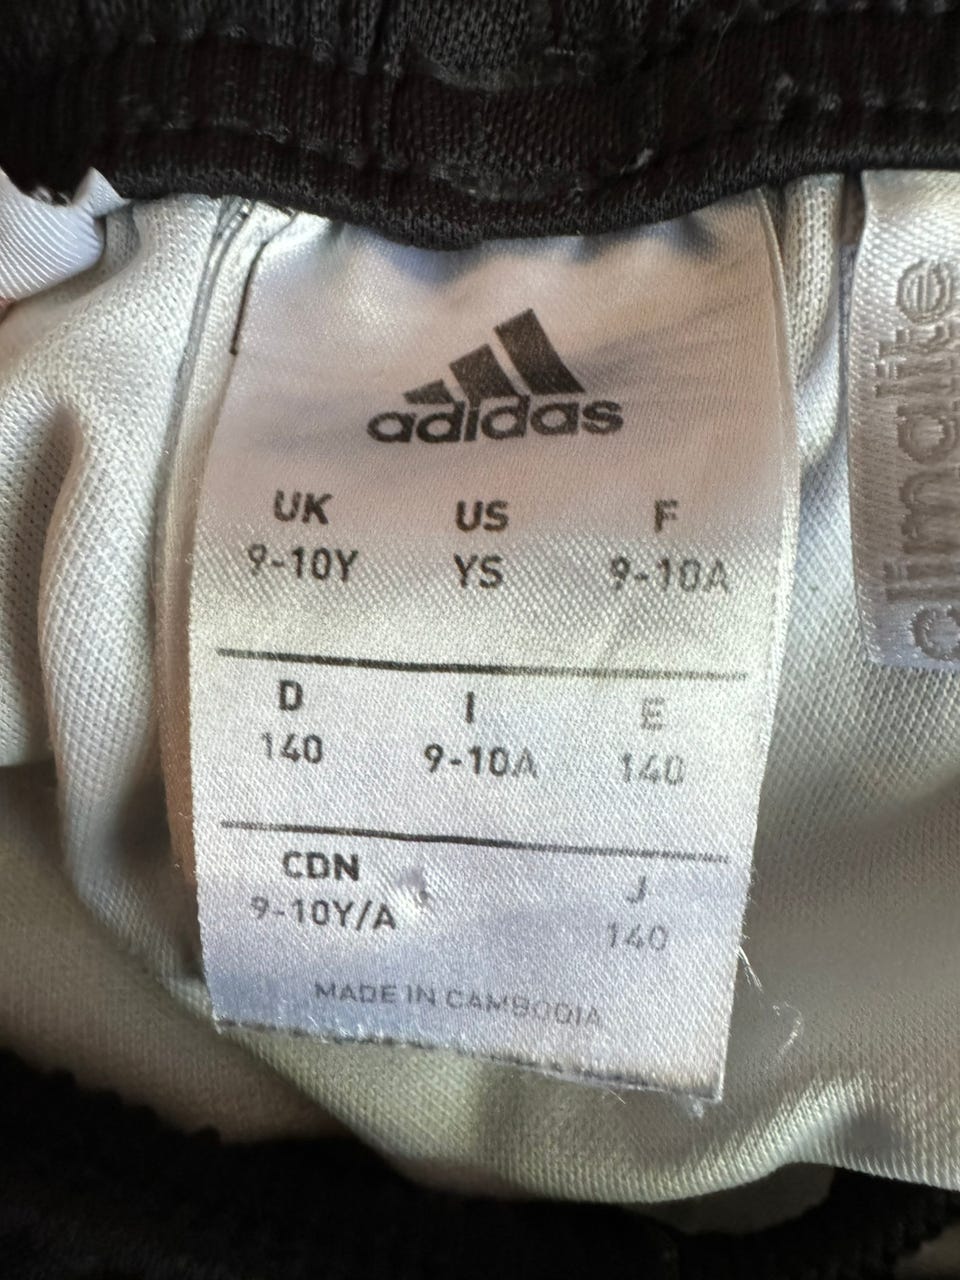 adidas
UK US F
9-10Y YS 9-10A
D I E
140 9-10A 140
CDN J
9-10Y/A 140
MADE IN CAMBODIA
climalite